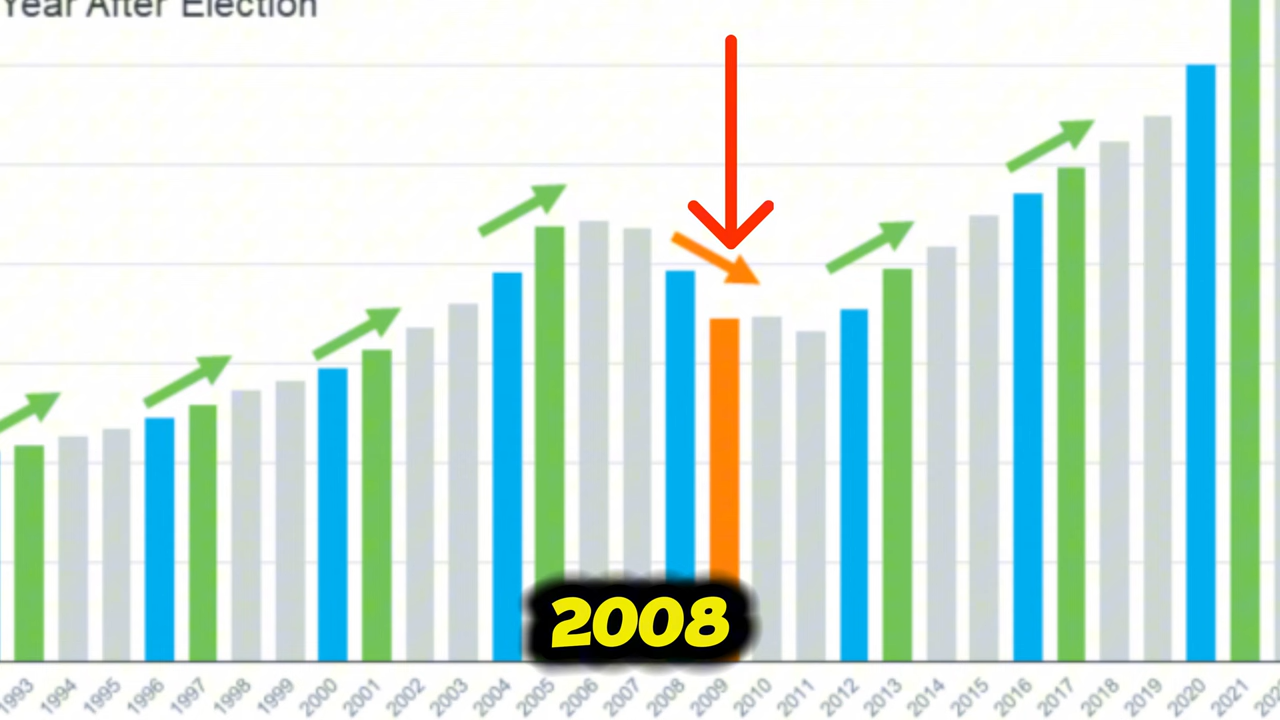 Year After Election
2008
1993 1994 1995 1996 1997 1998 1999 2000 2001 2002 2003 2004 2005 2006 2007 2008 2009 2010 2011 2012 2013 2014 2015 2016 2017 2018 2019 2020 2021